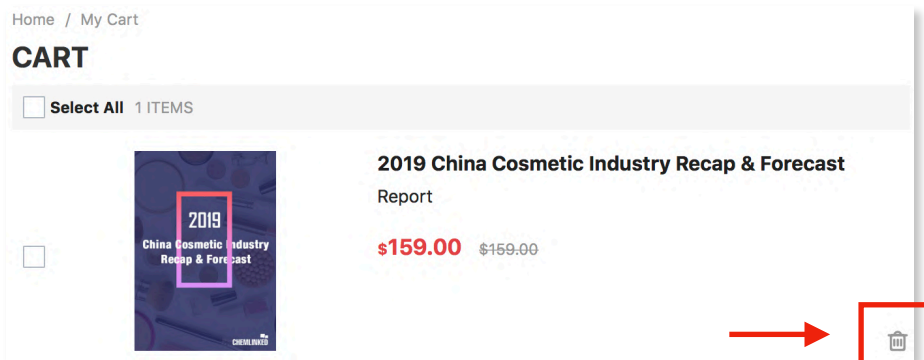 Home / My Cart
CART
Select All 1 ITEMS
2019 China Cosmetic Industry Recap & Forecast
Report
$159.00 $159.00
2019
China Cosmetic Industry
Recap & Forecast
CHEMLINKED